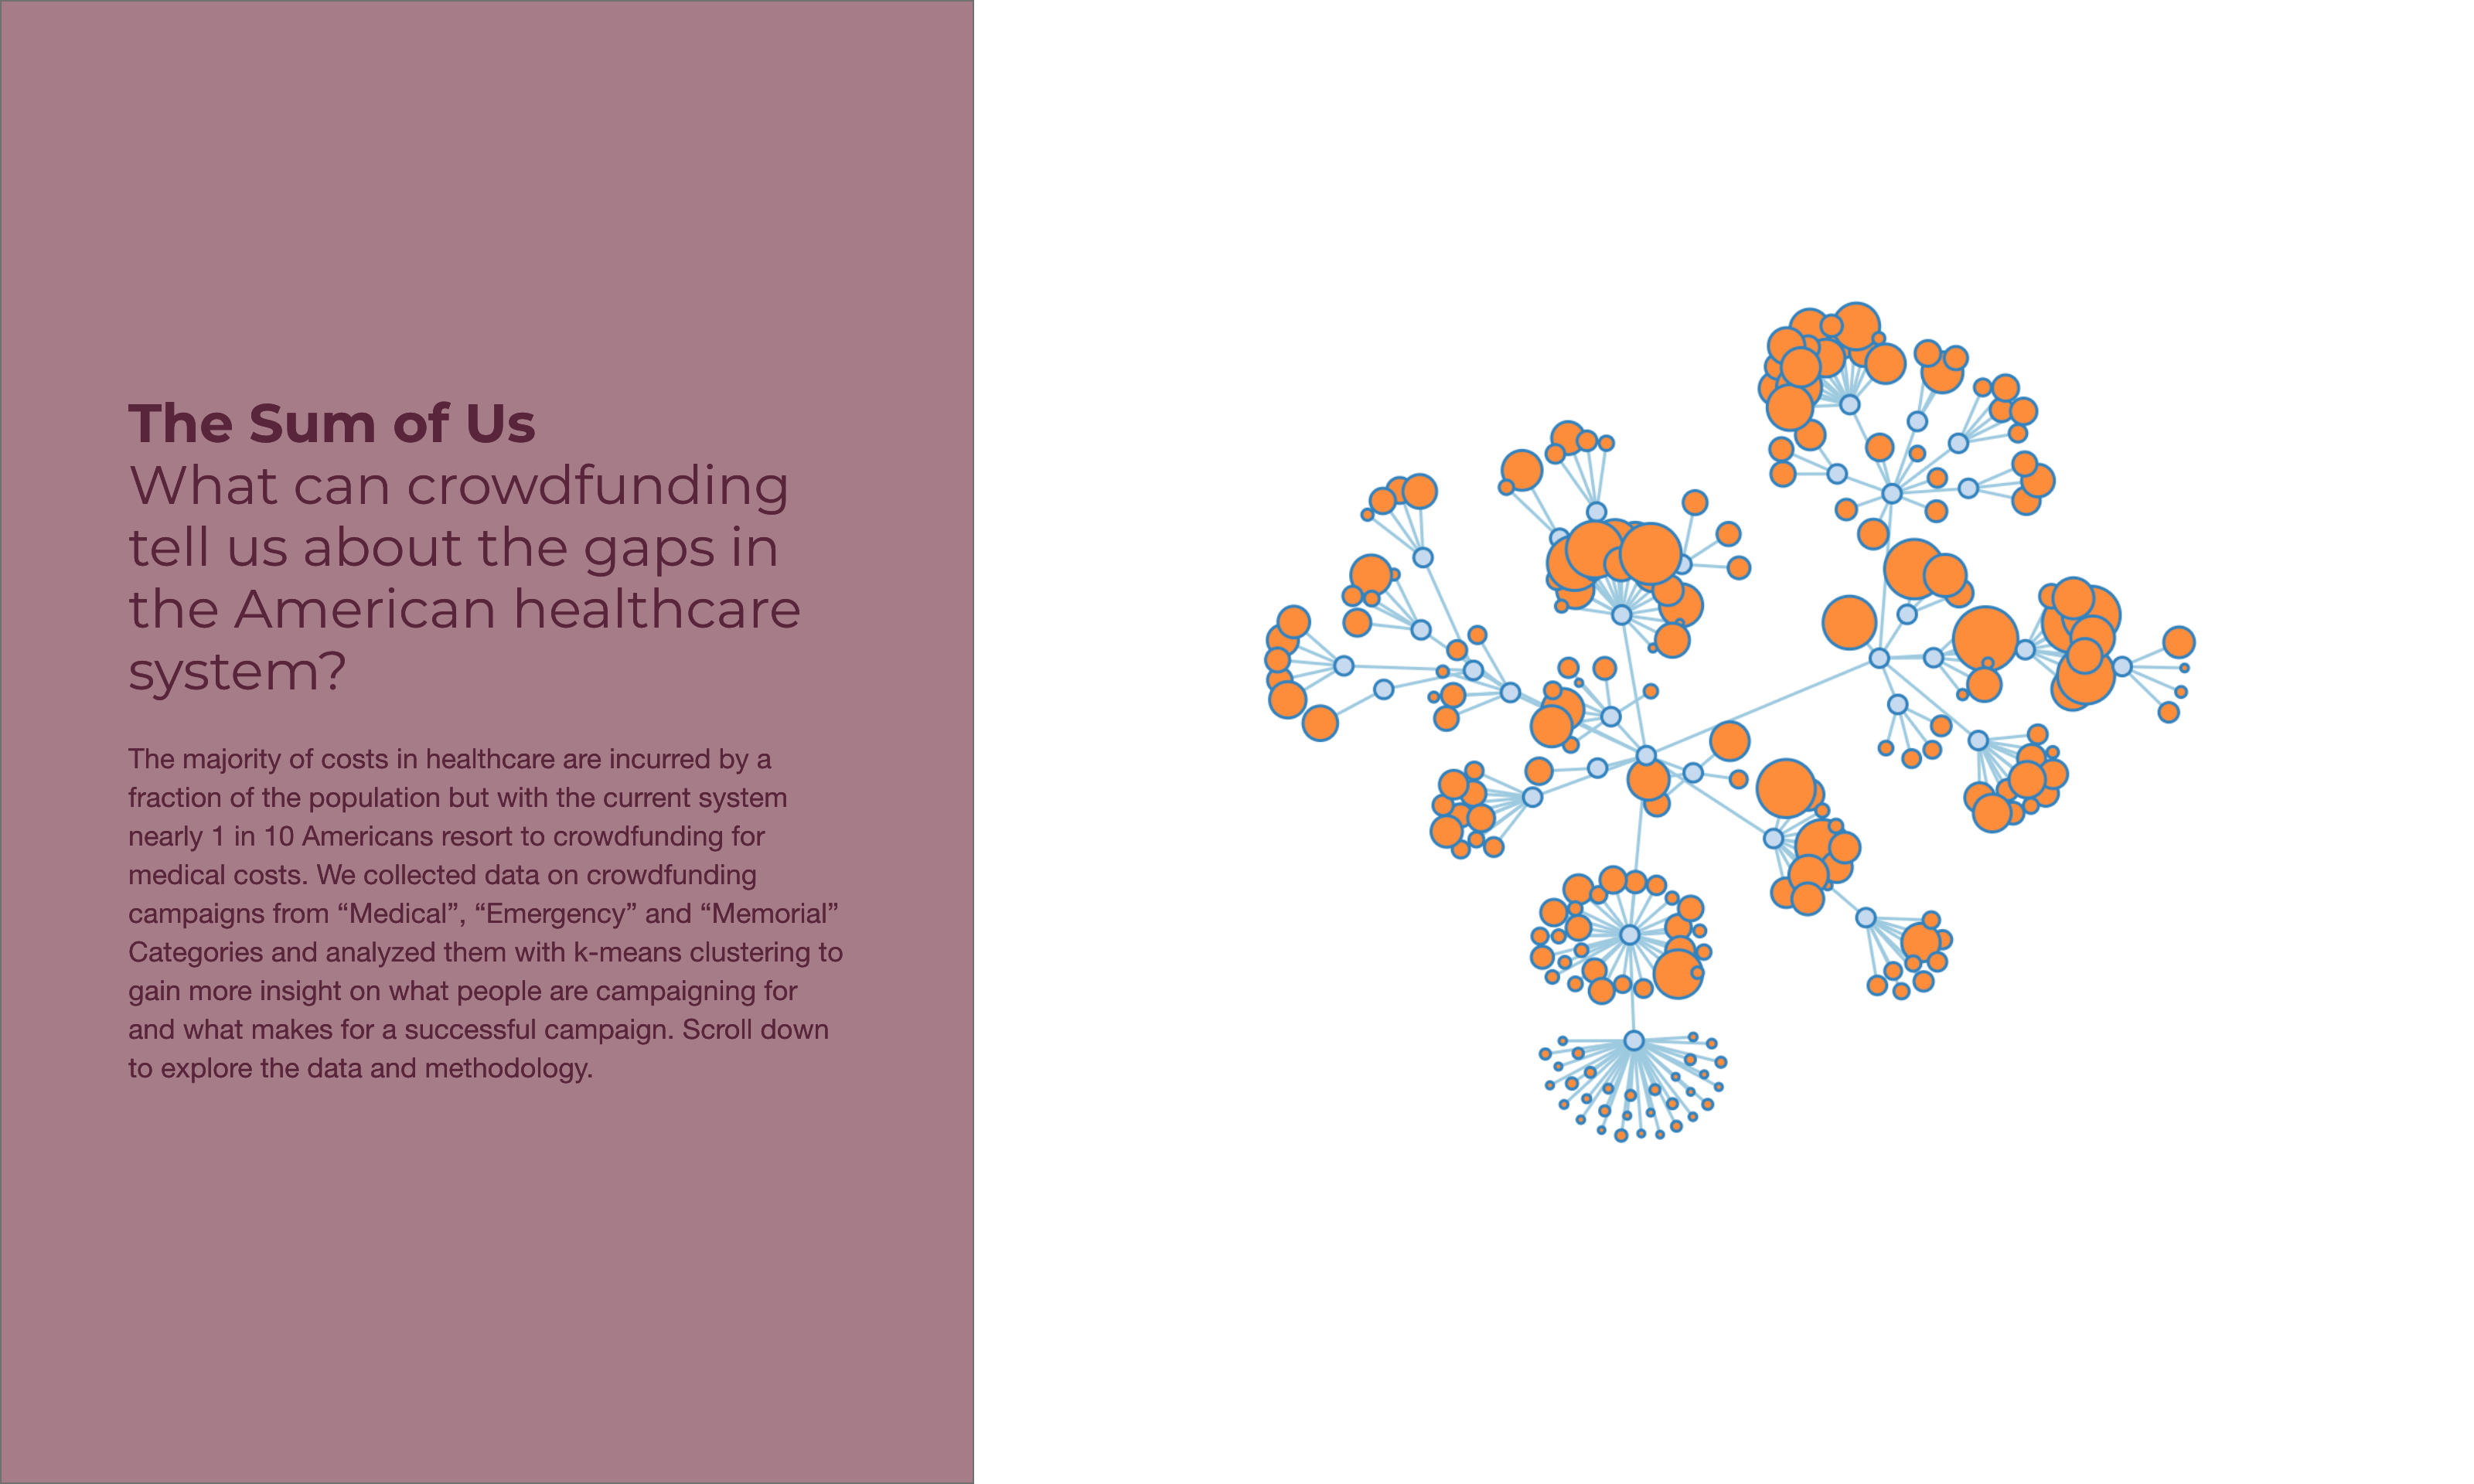 The Sum of Us
What can crowdfunding
tell us about the gaps in
the American healthcare
system?
The majority of costs in healthcare are incurred by a
fraction of the population but with the current system
nearly 1 in 10 Americans resort to crowdfunding for
medical costs. We collected data on crowdfunding
campaigns from “Medical”, “Emergency” and “Memorial”
Categories and analyzed them with k-means clustering to
gain more insight on what people are campaigning for
and what makes for a successful campaign. Scroll down
to explore the data and methodology.